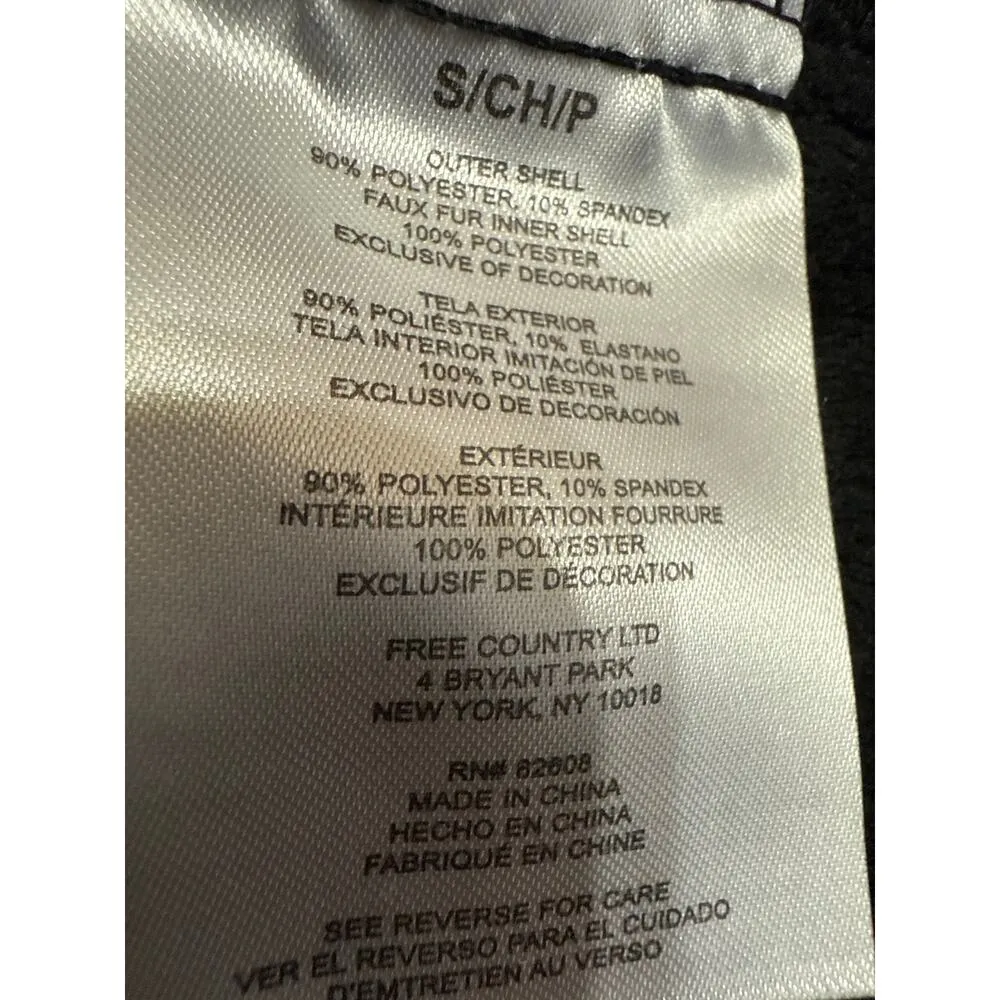 S/CH/P
OUTER SHELL
90% POLYESTER, 10% SPANDEX
FAUX FUR INNER SHELL
100% POLYESTER
EXCLUSIVE OF DECORATION
TELA EXTERIOR
90% POLIÉSTER, 10% ELASTANO
TELA INTERIOR IMITACIÓN DE PIEL
100% POLIÉSTER
EXCLUSIVO DE DECORACIÓN
EXTÉRIEUR
90% POLYESTER, 10% SPANDEX
INTÉRIEURE IMITATION FOURRURE
100% POLYESTER
EXCLUSIF DE DÉCORATION
FREE COUNTRY LTD
4 BRYANT PARK
NEW YORK, NY 10018
RN# 82608
MADE IN CHINA
HECHO EN CHINA
FABRIQUÉ EN CHINE
SEE REVERSE FOR CARE
VER EL REVERSO PARA EL CUIDADO
D'EMTRETIEN AU VERSO